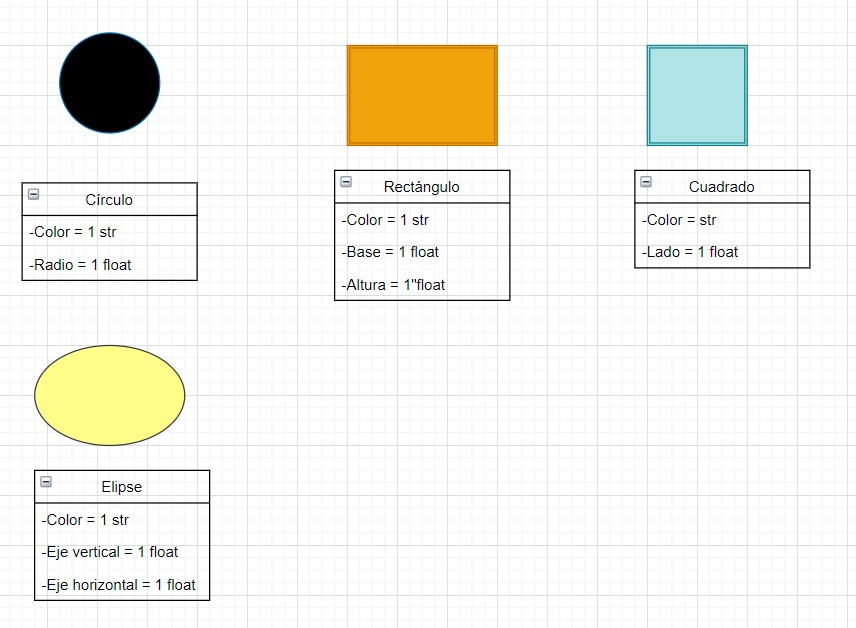 Círculo
-Color = 1 str
-Radio = 1 float
Rectángulo
-Color = 1 str
-Base = 1 float
-Altura = 1"float
Cuadrado
-Color = str
-Lado = 1 float
Elipse
-Color = 1 str
-Eje vertical = 1 float
-Eje horizontal = 1 float